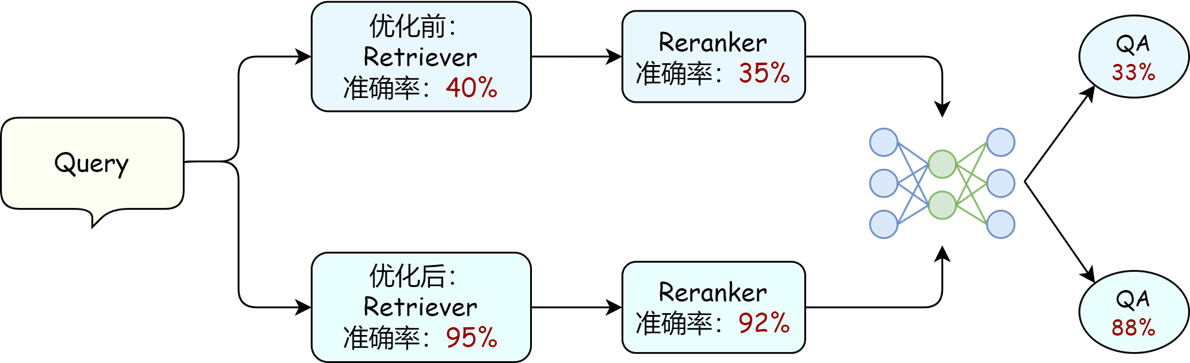 Query
优化前：
Retriever
准确率：40%
Reranker
准确率：35%
QA
33%
优化后：
Retriever
准确率：95%
Reranker
准确率：92%
QA
88%